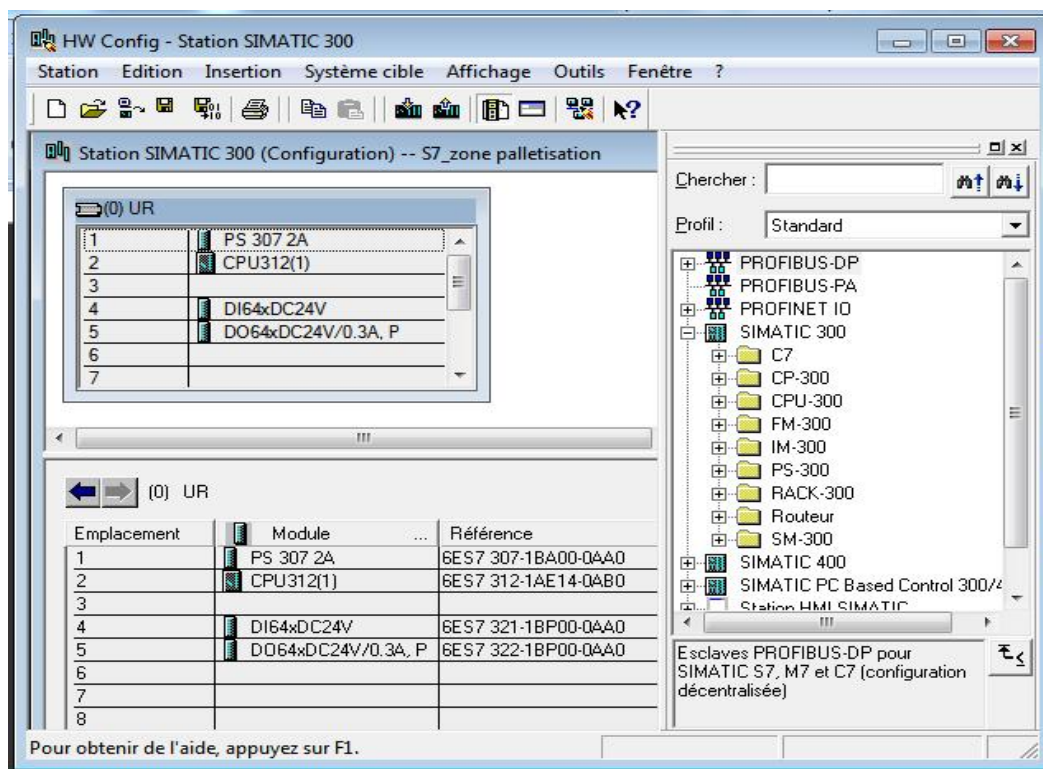 HW Config - Station SIMATIC 300
Station Edition Insertion Système cible Affichage Outils Fenêtre ?
Station SIMATIC 300 (Configuration) -- S7_zone palletisation
(0) UR
1 PS 307 2A
2 CPU312(1)
3
4 DI64xDC24V
5 DO64xDC24V/0.3A, P
6
7
(0) UR
Emplacement Module ... Référence
1 PS 307 2A 6ES7 307-1BA00-0AA0
2 CPU312(1) 6ES7 312-1AE14-0AB0
3
4 DI64xDC24V 6ES7 321-1BP00-0AA0
5 DO64xDC24V/0.3A, P 6ES7 322-1BP00-0AA0
6
7
8
Chercher :
Profil : Standard
PROFIBUS-DP
PROFIBUS-PA
PROFINET IO
SIMATIC 300
C7
CP-300
CPU-300
FM-300
IM-300
PS-300
RACK-300
Routeur
SM-300
SIMATIC 400
SIMATIC PC Based Control 300/4
Station HMI SIMATIC
Esclaves PROFIBUS-DP pour
SIMATIC S7, M7 et C7 (configuration
décentralisée)
Pour obtenir de l'aide, appuyez sur F1.